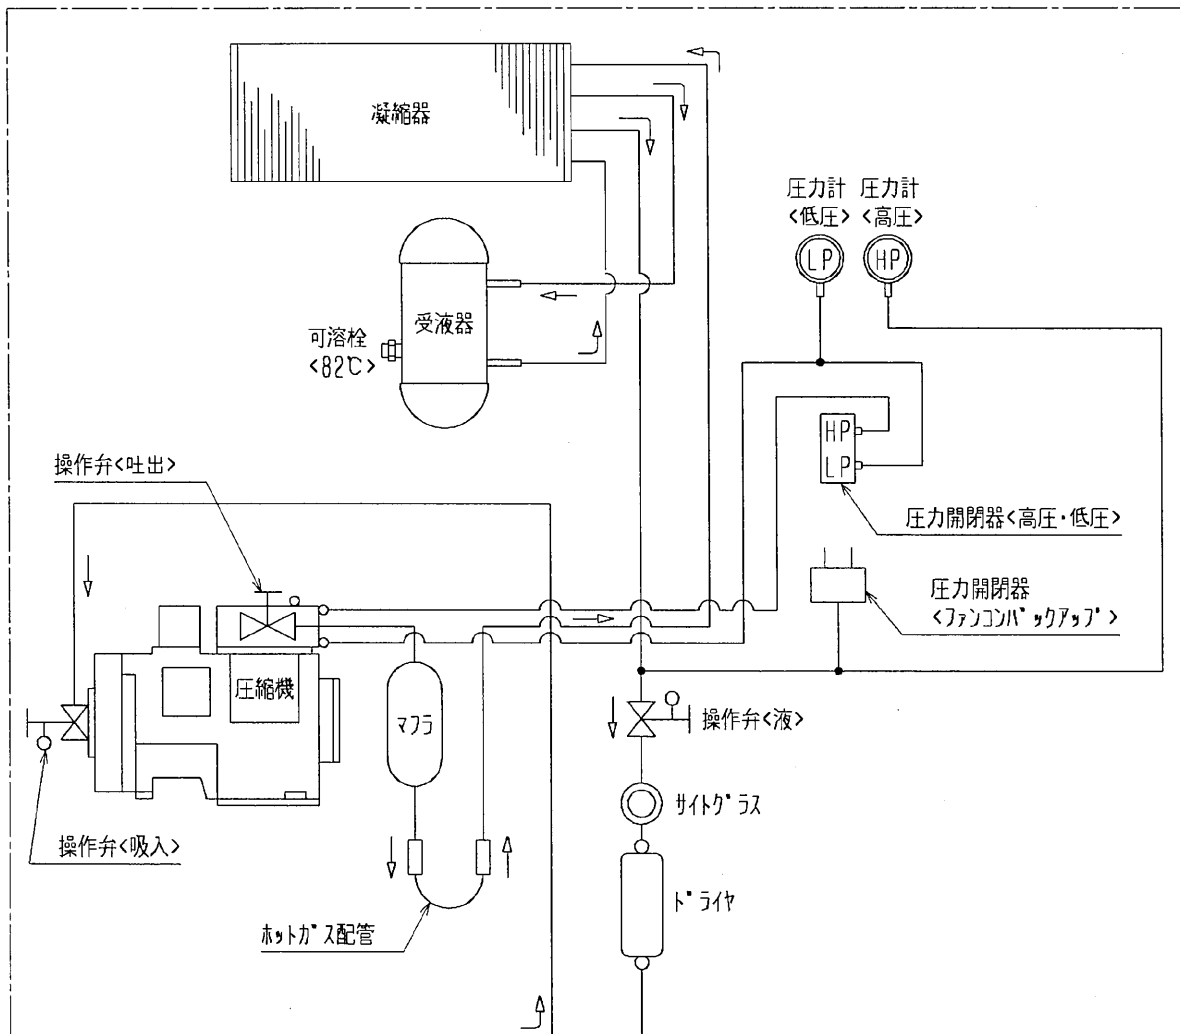 凝縮器
圧力計
<低圧>
圧力計
<高圧>
LP
HP
受液器
可溶栓
<82℃>
HP
LP
操作弁<吐出>
圧力開閉器<高圧・低圧>
圧力開閉器
<ファンコンバックアップ>
圧縮機
マフラ
操作弁<液>
サイトグラス
操作弁<吸入>
ドライヤ
ホットガス配管